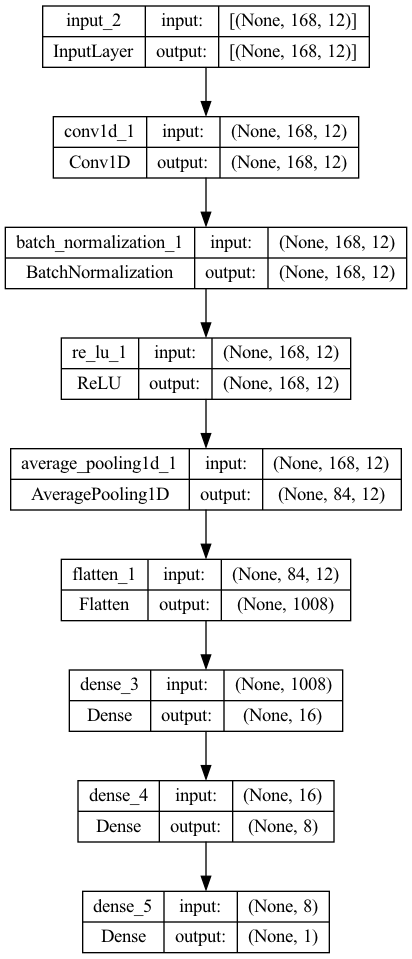 input_2 input: [(None, 168, 12)]
InputLayer output: [(None, 168, 12)]
conv1d_1 input: (None, 168, 12)
Conv1D output: (None, 168, 12)
batch_normalization_1 input: (None, 168, 12)
BatchNormalization output: (None, 168, 12)
re_lu_1 input: (None, 168, 12)
ReLU output: (None, 168, 12)
average_pooling1d_1 input: (None, 168, 12)
AveragePooling1D output: (None, 84, 12)
flatten_1 input: (None, 84, 12)
Flatten output: (None, 1008)
dense_3 input: (None, 1008)
Dense output: (None, 16)
dense_4 input: (None, 16)
Dense output: (None, 8)
dense_5 input: (None, 8)
Dense output: (None, 1)